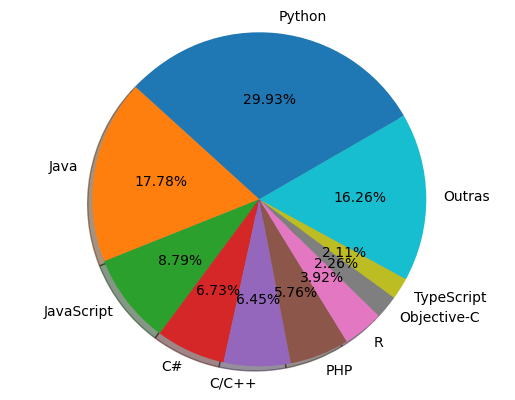 Python
29.93%
Java
17.78%
Outras
16.26%
JavaScript
8.79%
C#
6.73%
C/C++
6.45%
PHP
5.76%
R
3.92%
Objective-C
2.26%
TypeScript
2.11%